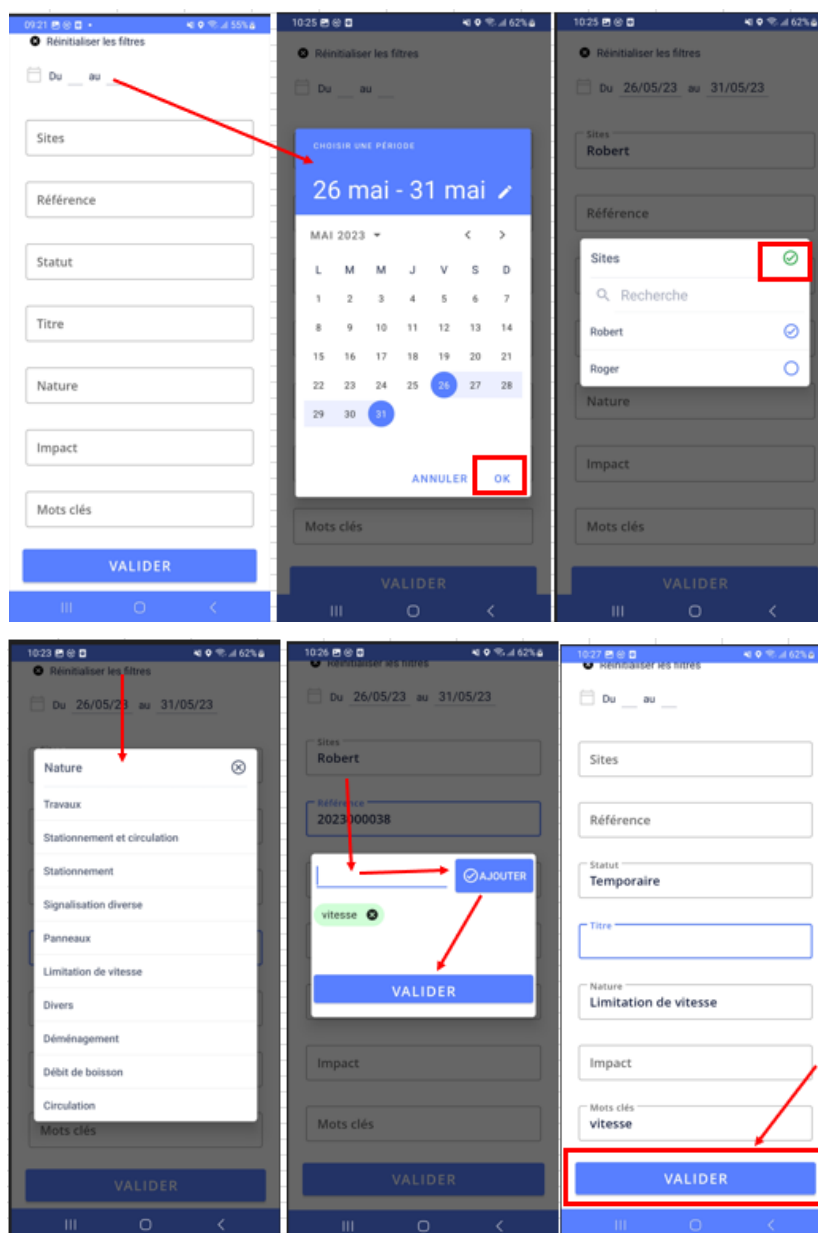 09:21 55%
Réinitialiser les filtres
Du __ au __
Sites
Référence
Statut
Titre
Nature
Impact
Mots clés
VALIDER
10:25 62%
Réinitialiser les filtres
Du __ au __
CHOISIR UNE PÉRIODE
26 mai - 31 mai
MAI 2023
L M M J V S D
1 2 3 4 5 6 7
8 9 10 11 12 13 14
15 16 17 18 19 20 21
22 23 24 25 26 27 28
29 30 31
ANNULER OK
Mots clés
VALIDER
10:25 62%
Réinitialiser les filtres
Du 26/05/23 au 31/05/23
Sites
Robert
Référence
Sites
Recherche
Robert
Roger
Nature
Impact
Mots clés
VALIDER
10:23 62%
Réinitialiser les filtres
Du 26/05/23 au 31/05/23
Nature
Travaux
Stationnement et circulation
Stationnement
Signalisation diverse
Panneaux
Limitation de vitesse
Divers
Déménagement
Débit de boisson
Circulation
Mots clés
VALIDER
10:26 62%
Réinitialiser les filtres
Du 26/05/23 au 31/05/23
Sites
Robert
Référence
2023000038
AJOUTER
vitesse
VALIDER
Impact
Mots clés
VALIDER
10:27 62%
Réinitialiser les filtres
Du __ au __
Sites
Référence
Statut
Temporaire
Titre
Nature
Limitation de vitesse
Impact
Mots clés
vitesse
VALIDER